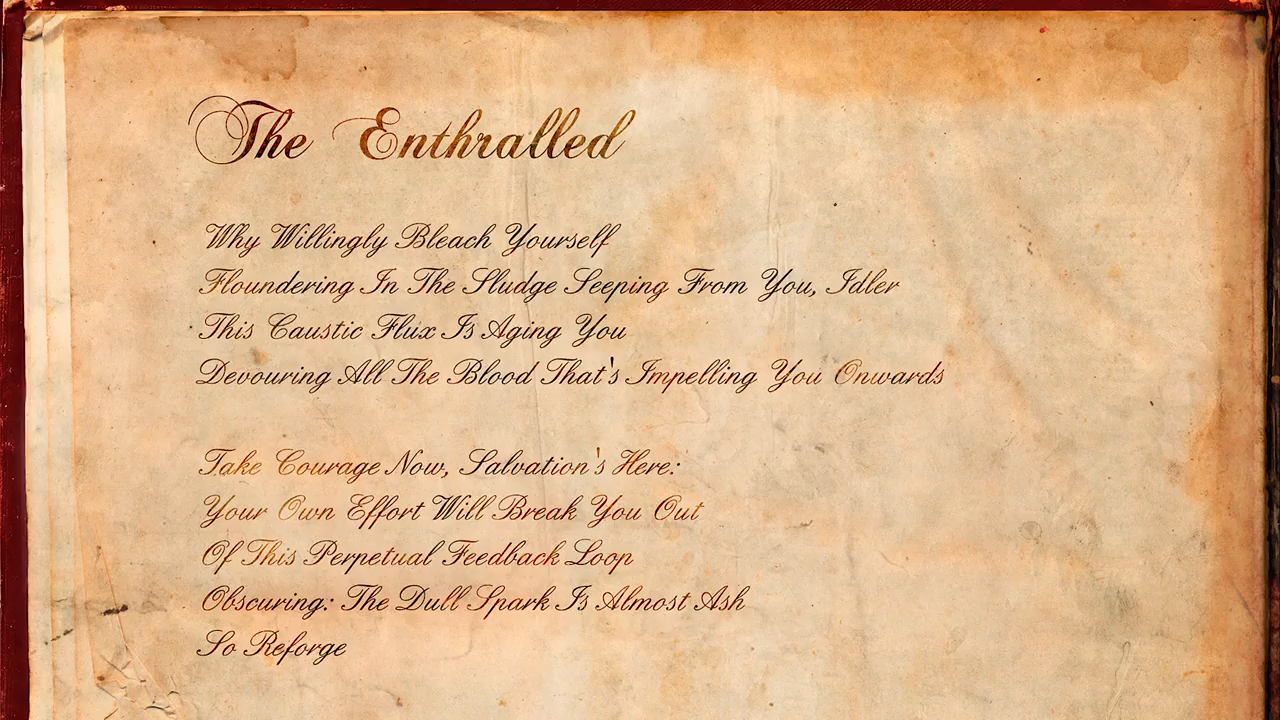 The Enthralled
Why Willingly Bleach Yourself
Floundering In The Sludge Seeping From You, Idler
This Caustic Flux Is Aging You
Devouring All The Blood That's Impelling You Onwards
Take Courage Now, Salvation's Here:
Your Own Effort Will Break You Out
Of This Perpetual Feedback Loop
Obscuring: The Dull Spark Is Almost Ash
So Reforge